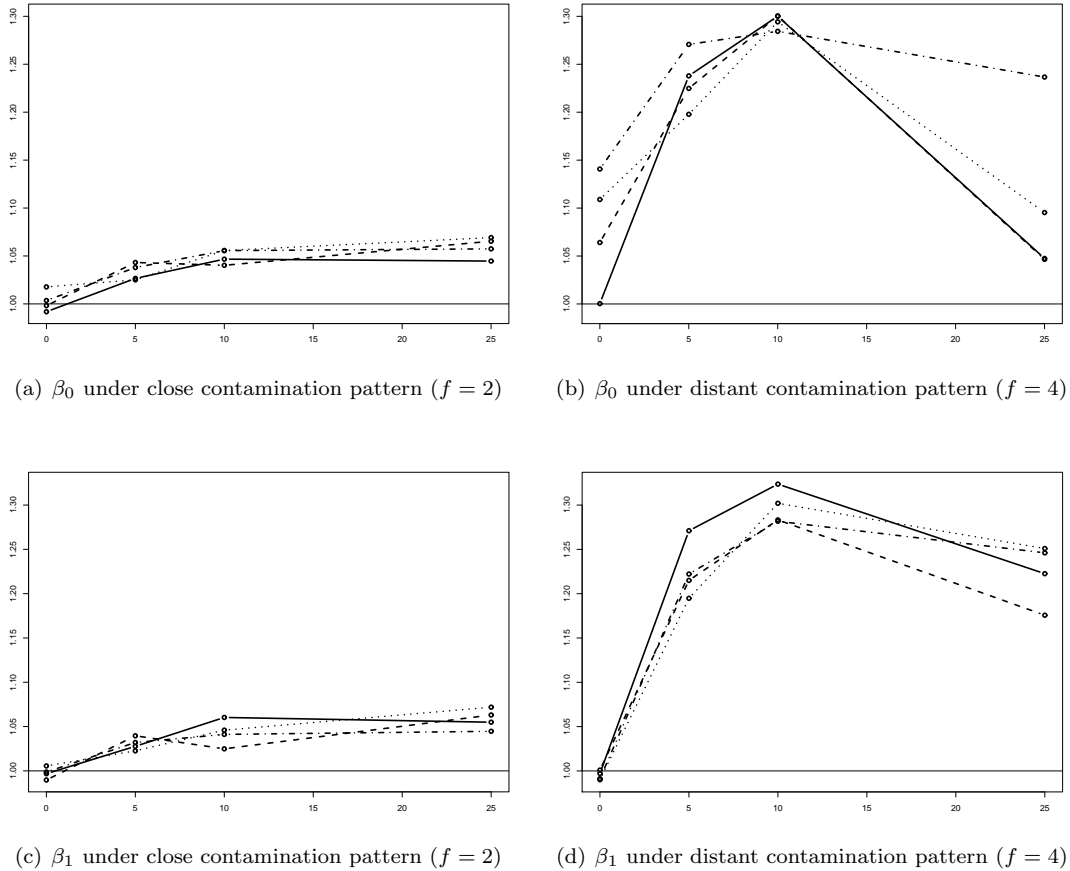 1.00 1.05 1.10 1.15 1.20 1.25 1.30
0 5 10 15 20 25
(a) β₀ under close contamination pattern (f = 2)
1.00 1.05 1.10 1.15 1.20 1.25 1.30
0 5 10 15 20 25
(b) β₀ under distant contamination pattern (f = 4)
1.00 1.05 1.10 1.15 1.20 1.25 1.30
0 5 10 15 20 25
(c) β₁ under close contamination pattern (f = 2)
1.00 1.05 1.10 1.15 1.20 1.25 1.30
0 5 10 15 20 25
(d) β₁ under distant contamination pattern (f = 4)